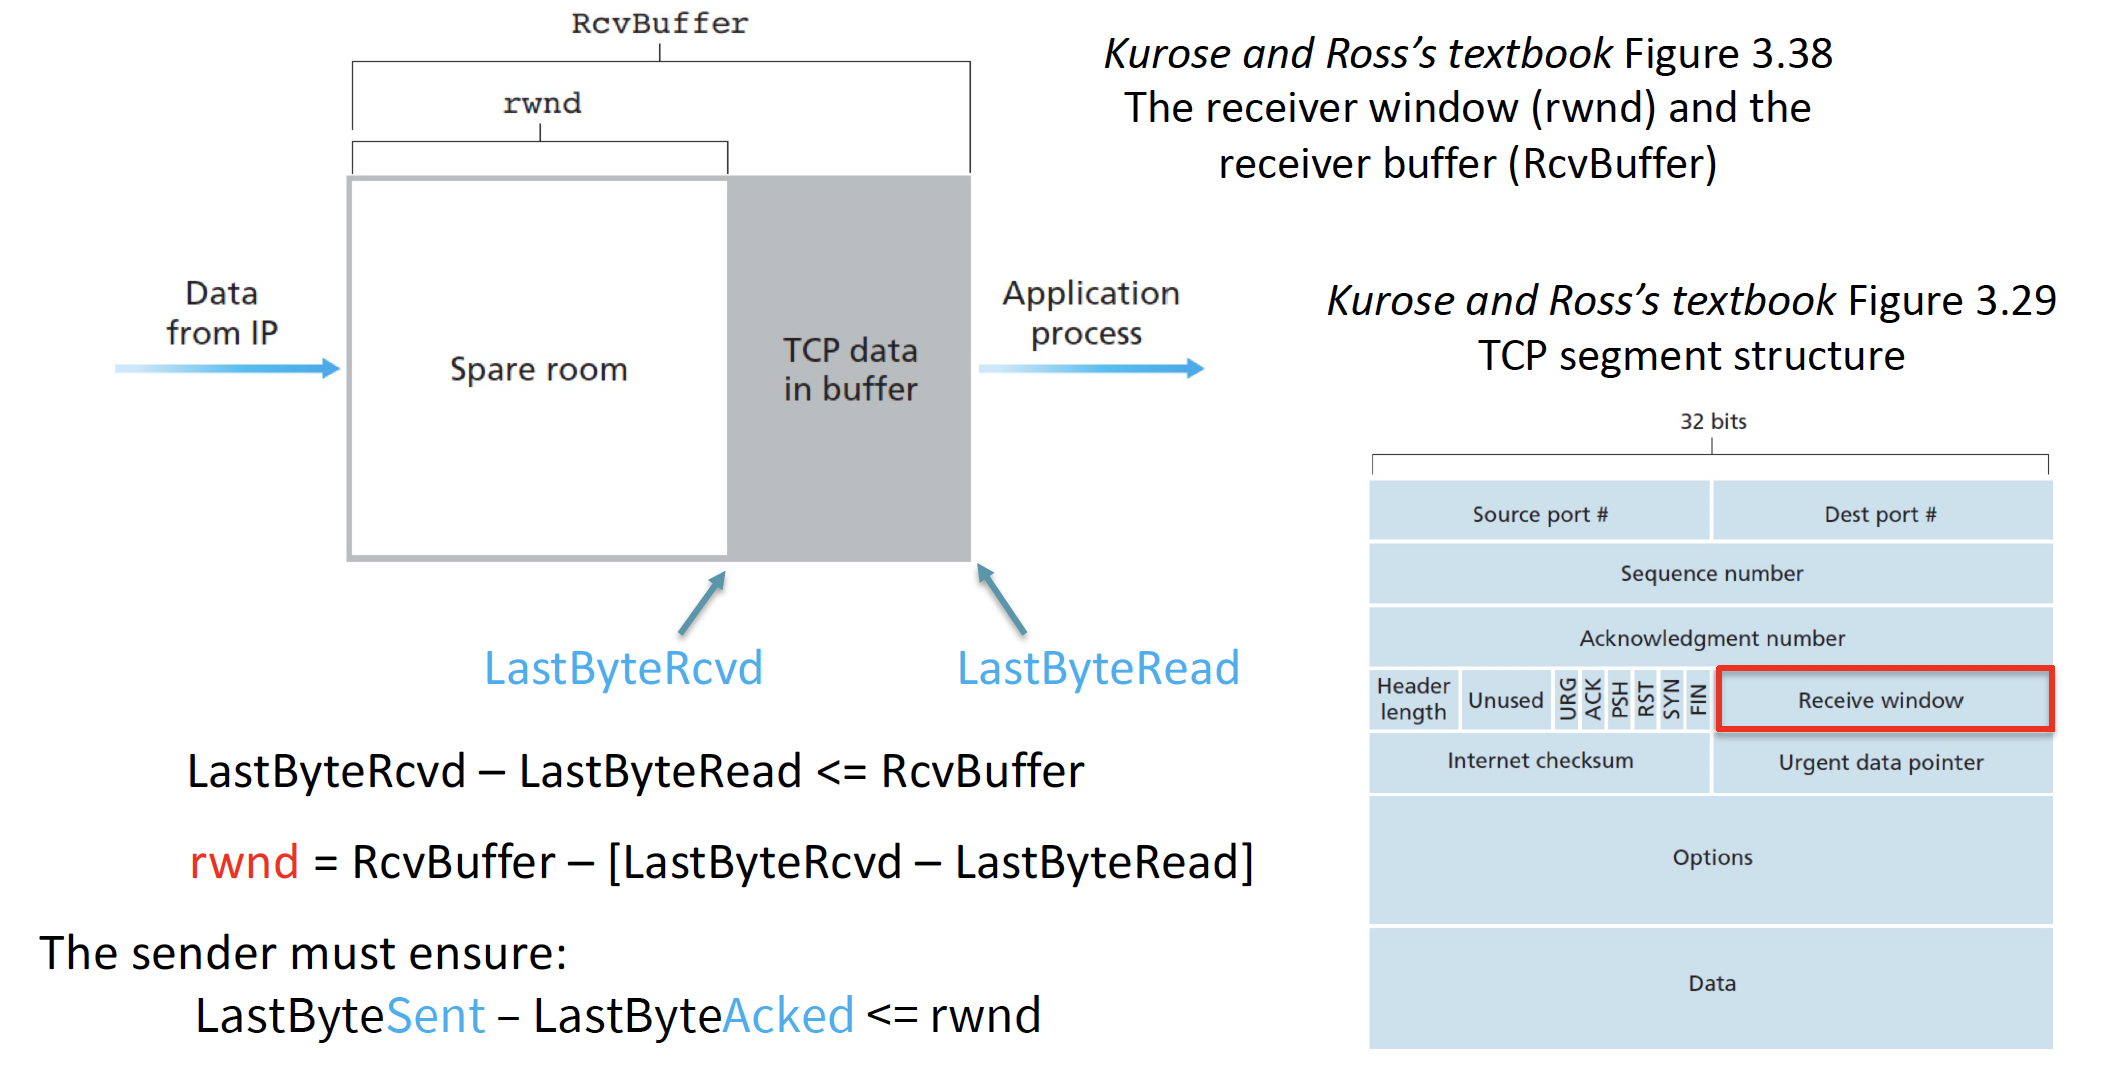 RcvBuffer
rwnd
Data
from IP
Spare room
TCP data
in buffer
Application
process
LastByteRcvd
LastByteRead
LastByteRcvd – LastByteRead <= RcvBuffer
rwnd = RcvBuffer – [LastByteRcvd – LastByteRead]
The sender must ensure:
LastByteSent – LastByteAcked <= rwnd
Kurose and Ross’s textbook Figure 3.38
The receiver window (rwnd) and the
receiver buffer (RcvBuffer)
Kurose and Ross’s textbook Figure 3.29
TCP segment structure
32 bits
Source port #
Dest port #
Sequence number
Acknowledgment number
Header
length
Unused
URG
ACK
PSH
RST
SYN
FIN
Receive window
Internet checksum
Urgent data pointer
Options
Data